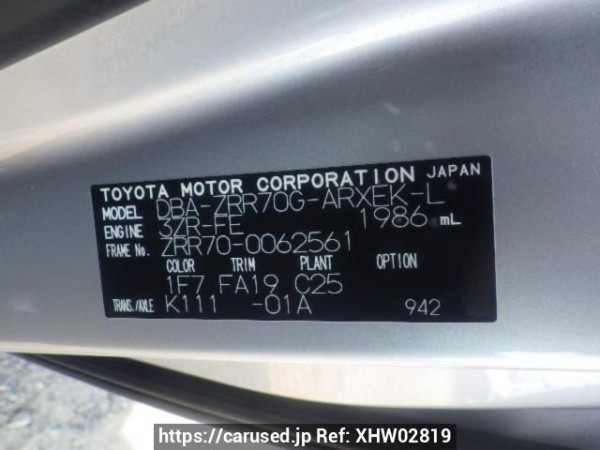 TOYOTA MOTOR CORPORATION JAPAN
MODEL DBA-ZRR70G-ARXEK-L
ENGINE 3ZR-FE 1986 mL
FRAME No. ZRR70-0062561
COLOR TRIM PLANT OPTION
1F7 FA19 C25
TRANS./AXLE K111 -01A 942
https://carused.jp Ref: XHW02819